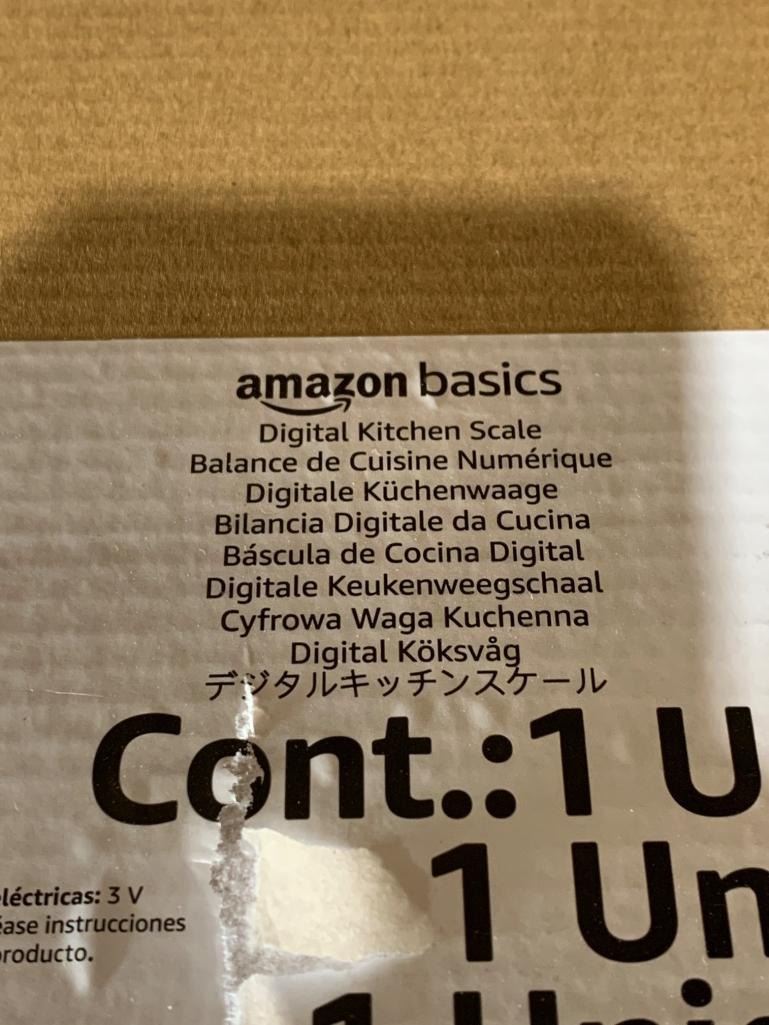 amazon basics
Digital Kitchen Scale
Balance de Cuisine Numérique
Digitale Küchenwaage
Bilancia Digitale da Cucina
Báscula de Cocina Digital
Digitale Keukenweegschaal
Cyfrowa Waga Kuchenna
Digital Köksvåg
デジタルキッチンスケール
Cont.:1 U
1 Un
léctricas: 3 V
ease instrucciones
roducto.